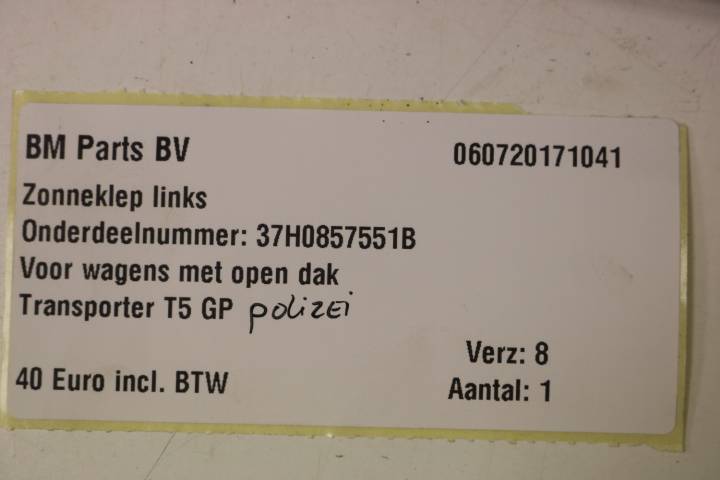 BM Parts BV 060720171041
Zonneklep links
Onderdeelnummer: 37H0857551B
Voor wagens met open dak
Transporter T5 GP polizei
Verz: 8
40 Euro incl. BTW Aantal: 1